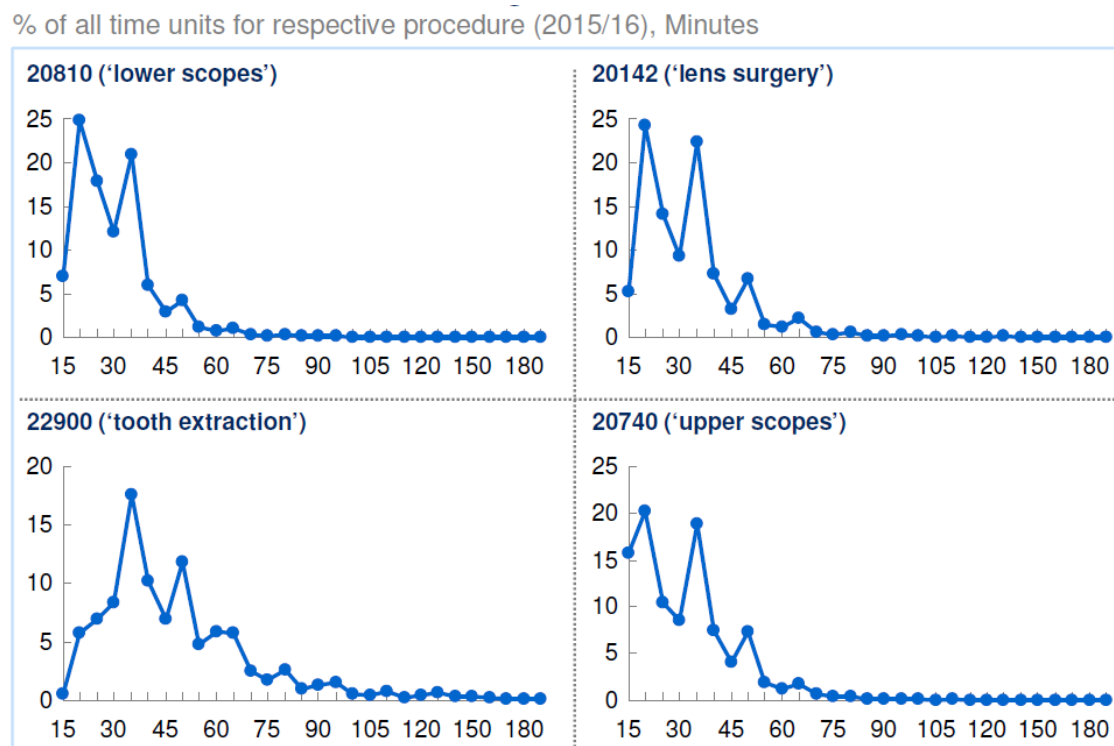 % of all time units for respective procedure (2015/16), Minutes
20810 (‘lower scopes’)
25
20
15
10
5
0
15 30 45 60 75 90 105 120 150 180
20142 (‘lens surgery’)
25
20
15
10
5
0
15 30 45 60 75 90 105 120 150 180
22900 (‘tooth extraction’)
20
15
10
5
0
15 30 45 60 75 90 105 120 150 180
20740 (‘upper scopes’)
25
20
15
10
5
0
15 30 45 60 75 90 105 120 150 180